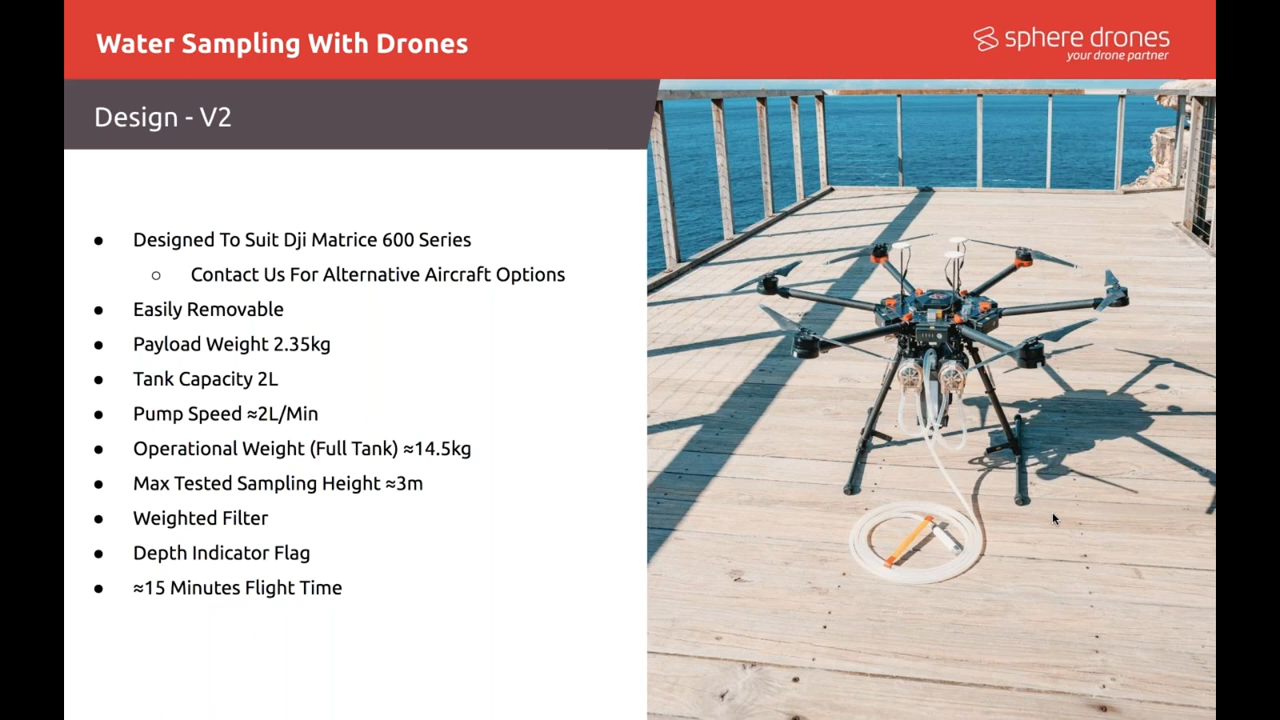 Water Sampling With Drones
sphere drones
your drone partner
Design - V2
● Designed To Suit Dji Matrice 600 Series
○ Contact Us For Alternative Aircraft Options
● Easily Removable
● Payload Weight 2.35kg
● Tank Capacity 2L
● Pump Speed ≈2L/Min
● Operational Weight (Full Tank) ≈14.5kg
● Max Tested Sampling Height ≈3m
● Weighted Filter
● Depth Indicator Flag
● ≈15 Minutes Flight Time